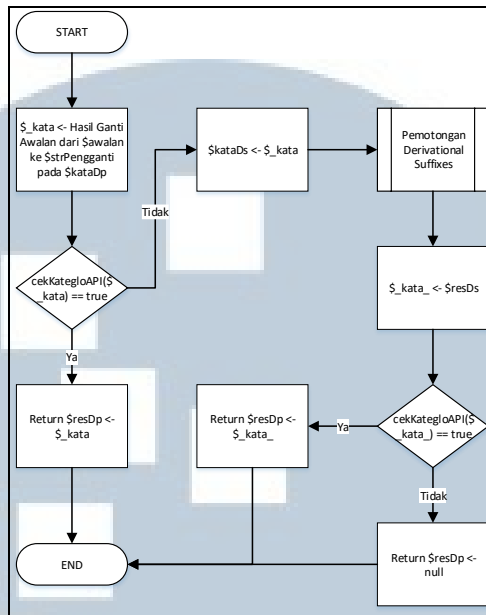 START
$_kata <- Hasil Ganti
Awalan dari $awalan
ke $strPengganti
pada $kataDp
$kataDs <- $_kata
Pemotongan
Derivational
Suffixes
Tidak
cekKategloAPI($
_kata) == true
$_kata_ <- $resDs
Ya
Return $resDp <-
$_kata
Return $resDp <-
$_kata_
Ya
cekKategloAPI($
_kata_) == true
Tidak
END
Return $resDp <-
null